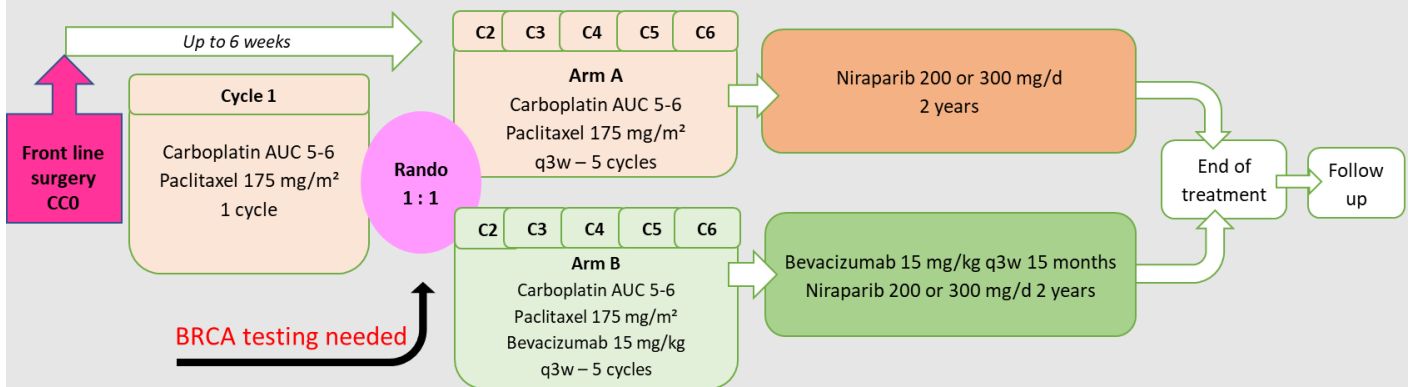 Up to 6 weeks
Front line
surgery
CC0
Cycle 1
Carboplatin AUC 5-6
Paclitaxel 175 mg/m²
1 cycle
Rando
1 : 1
BRCA testing needed
C2 C3 C4 C5 C6
Arm A
Carboplatin AUC 5-6
Paclitaxel 175 mg/m²
q3w – 5 cycles
Niraparib 200 or 300 mg/d
2 years
C2 C3 C4 C5 C6
Arm B
Carboplatin AUC 5-6
Paclitaxel 175 mg/m²
Bevacizumab 15 mg/kg
q3w – 5 cycles
Bevacizumab 15 mg/kg q3w 15 months
Niraparib 200 or 300 mg/d 2 years
End of
treatment
Follow
up